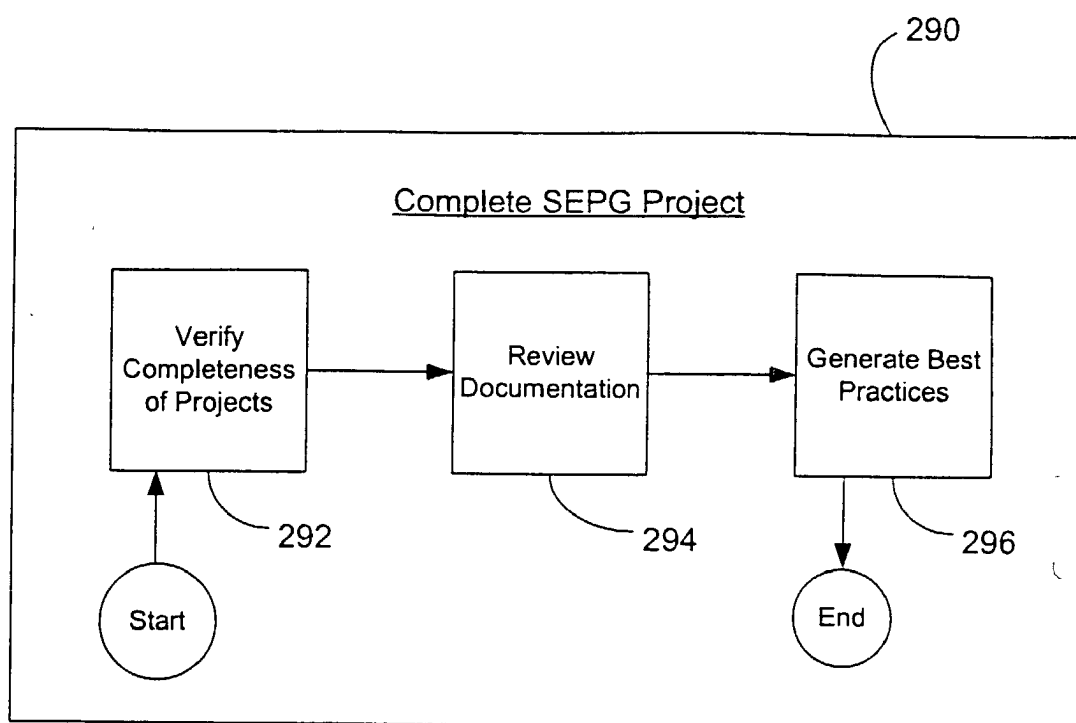 290
Complete SEPG Project
Verify
Completeness
of Projects
Review
Documentation
Generate Best
Practices
292
294
296
Start
End